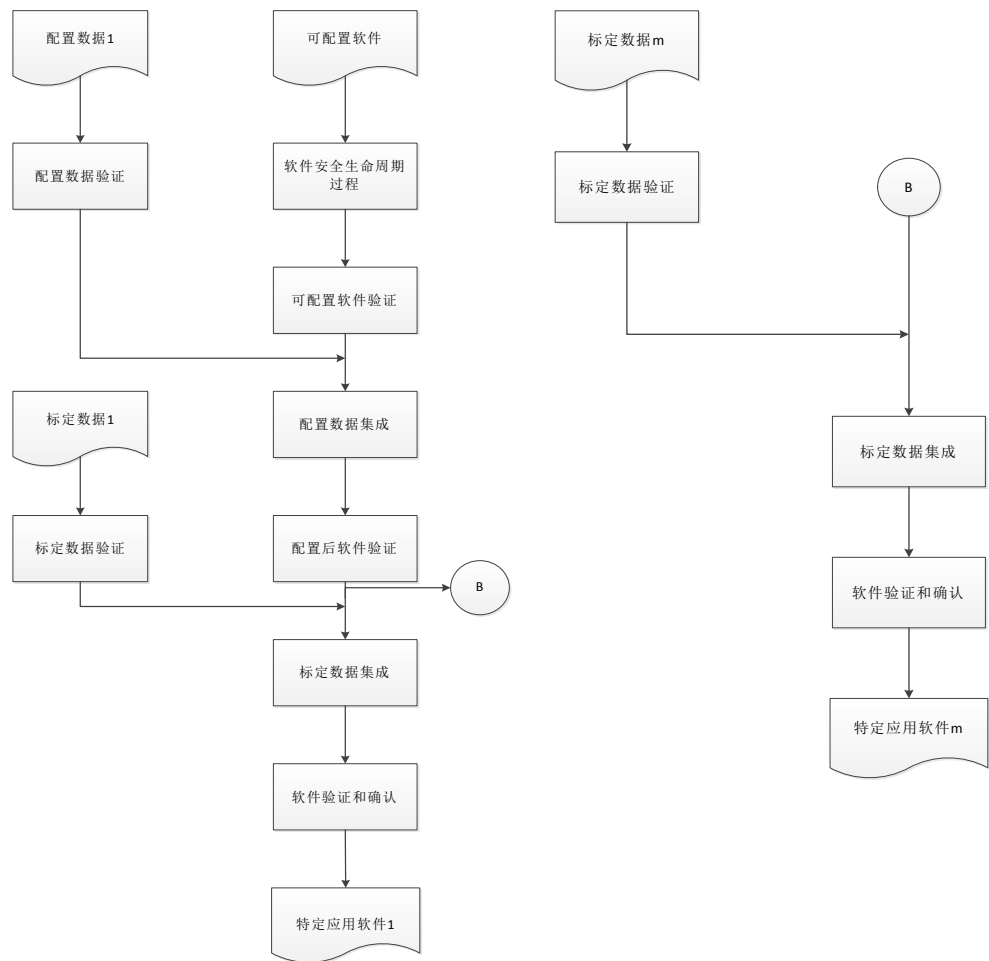 配置数据1
可配置软件
标定数据m
配置数据验证
软件安全生命周期
过程
标定数据验证
B
可配置软件验证
标定数据1
配置数据集成
标定数据集成
标定数据验证
配置后软件验证
B
软件验证和确认
标定数据集成
特定应用软件m
软件验证和确认
特定应用软件1